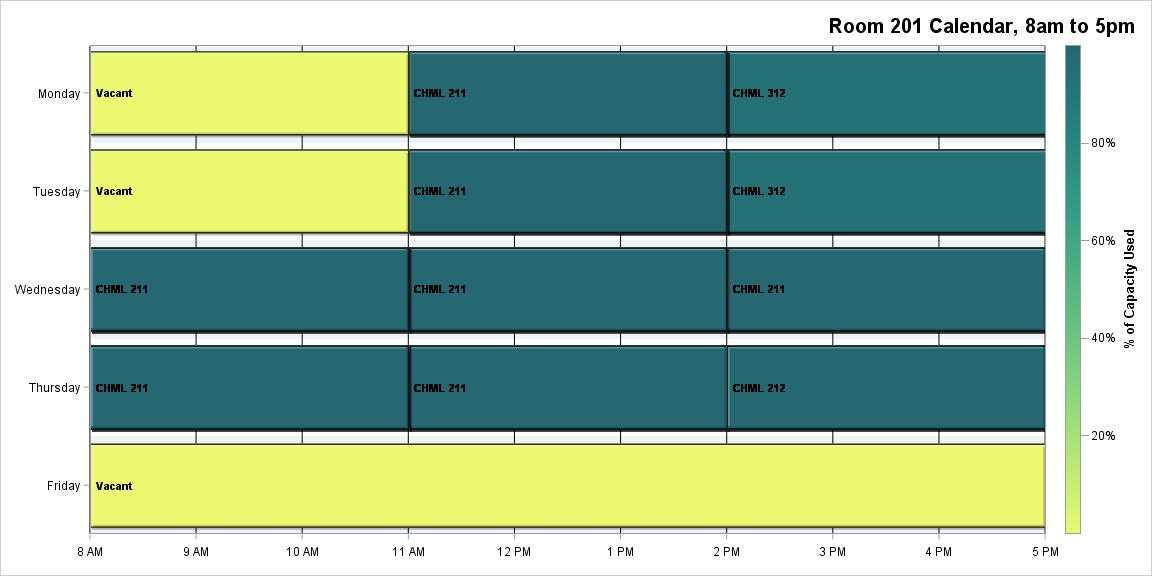 Room 201 Calendar, 8am to 5pm
Monday Vacant CHML 211 CHML 312
Tuesday Vacant CHML 211 CHML 312
Wednesday CHML 211 CHML 211 CHML 211
Thursday CHML 211 CHML 211 CHML 212
Friday Vacant
8 AM 9 AM 10 AM 11 AM 12 PM 1 PM 2 PM 3 PM 4 PM 5 PM
80%
60%
40%
20%
% of Capacity Used